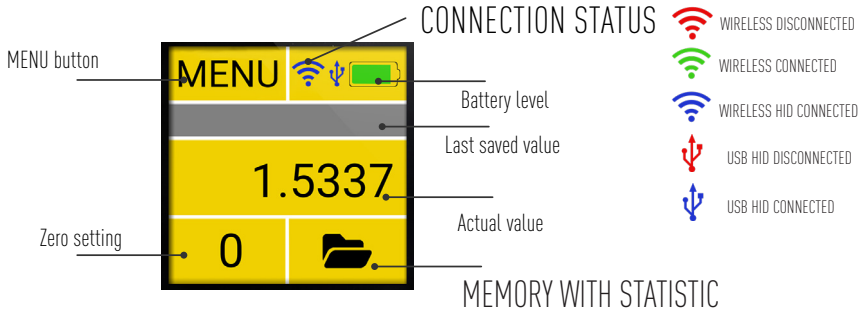 CONNECTION STATUS
WIRELESS DISCONNECTED
MENU button
MENU
WIRELESS CONNECTED
Battery level
WIRELESS HID CONNECTED
Last saved value
USB HID DISCONNECTED
1.5337
USB HID CONNECTED
Actual value
Zero setting
0
MEMORY WITH STATISTIC